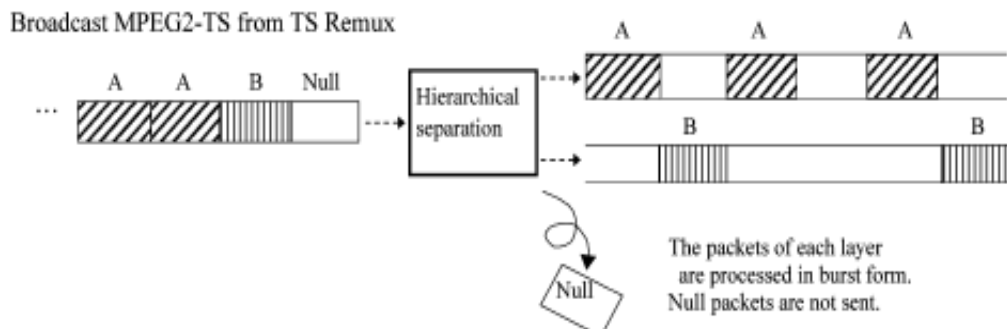 Broadcast MPEG2-TS from TS Remux
A A A
A A B Null
...
Hierarchical
separation
B B
The packets of each layer
are processed in burst form.
Null packets are not sent.
Null